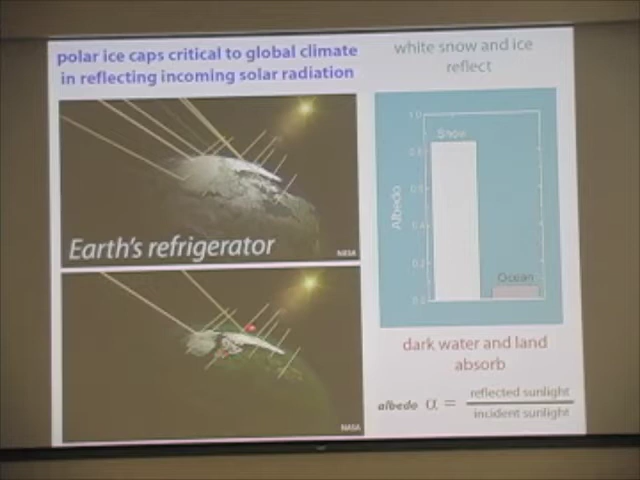 polar ice caps critical to global climate
in reflecting incoming solar radiation
Earth's refrigerator
NASA
NASA
white snow and ice
reflect
1.0
0.8
0.6
0.4
0.2
0.0
Albedo
Snow
Ocean
dark water and land
absorb
albedo α = reflected sunlight
incident sunlight